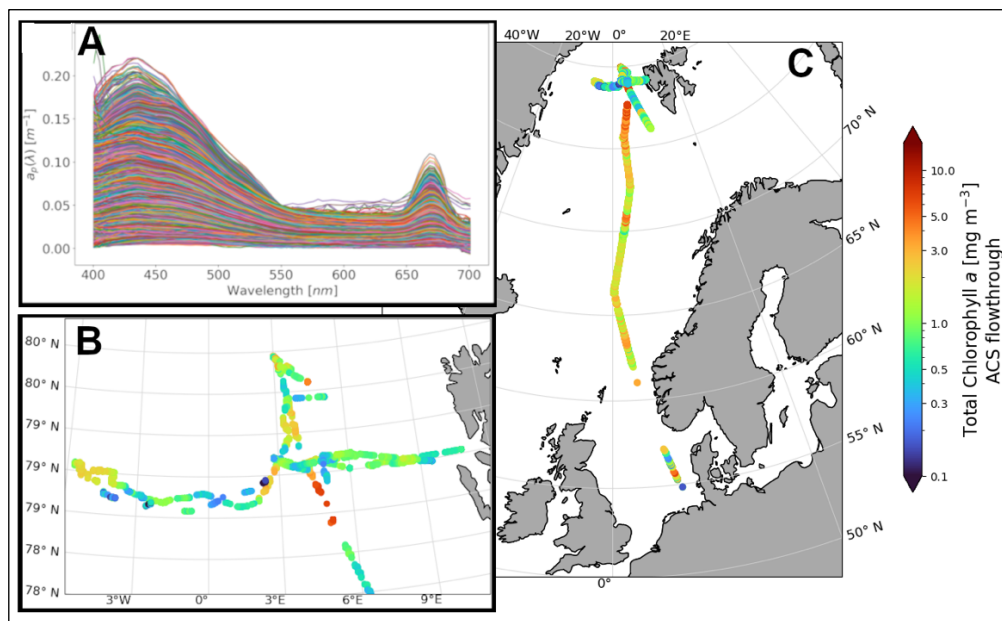 A
0.20
0.15
0.10
0.05
0.00
a_p(λ) [m⁻¹]
400 450 500 550 600 650 700
Wavelength [nm]
B
80° N
80° N
79° N
79° N
79° N
78° N
78° N
3°W 0° 3°E 6°E 9°E
40°W 20°W 0° 20°E
C
70° N
65° N
60° N
55° N
50° N
0°
10.0
5.0
3.0
1.0
0.5
0.3
0.1
Total Chlorophyll a [mg m⁻³]
ACS flowthrough